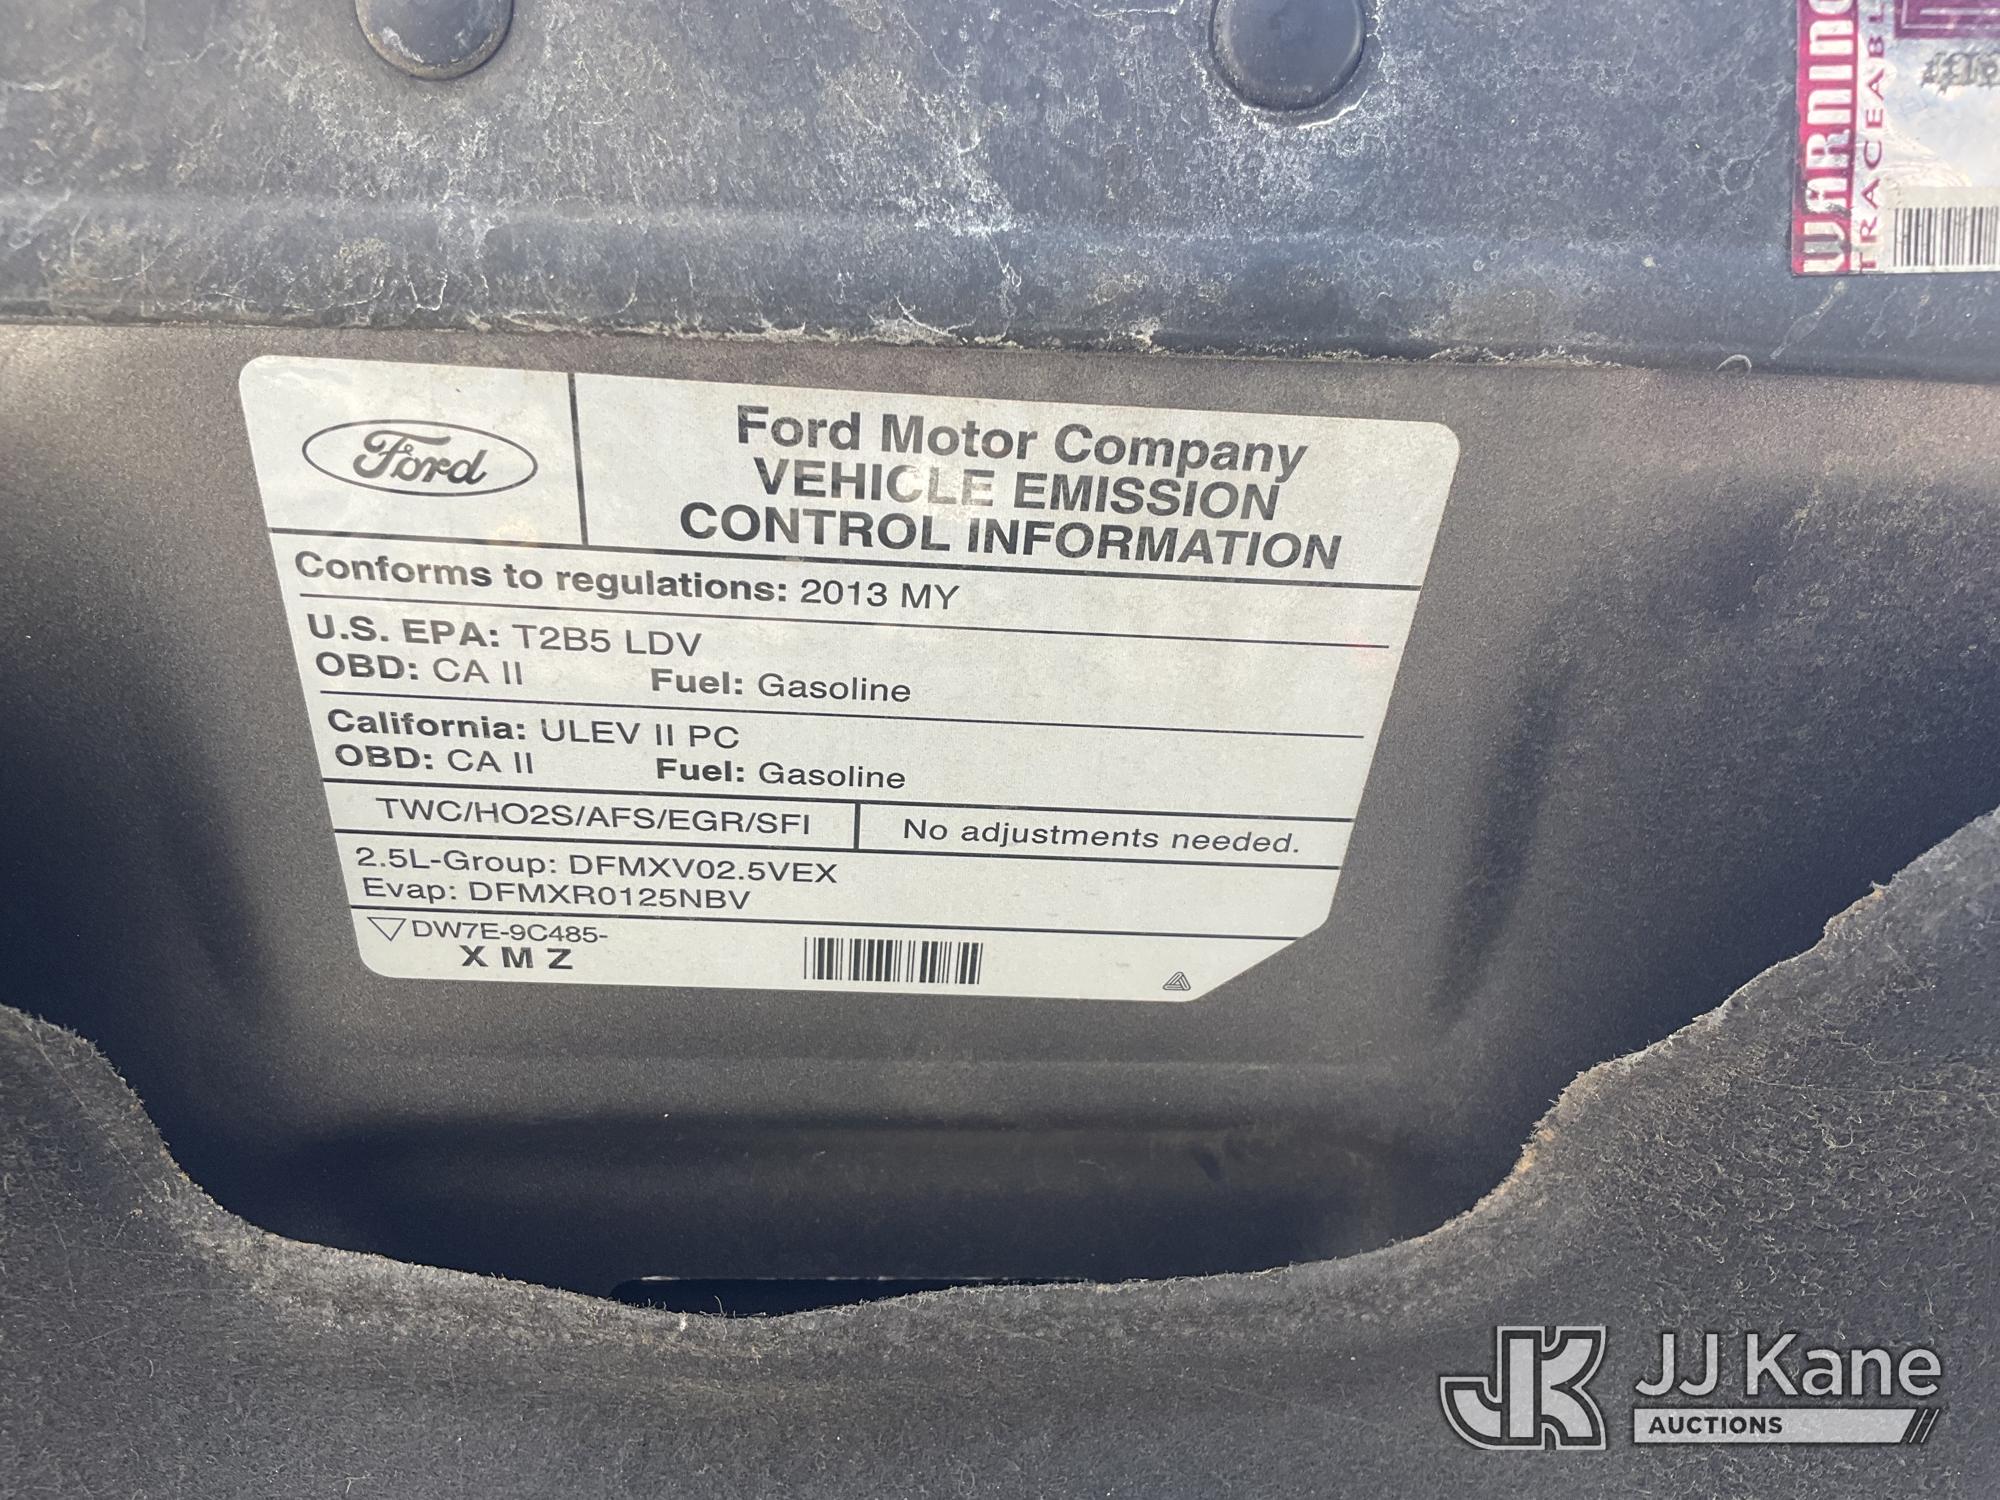 WARNING
TRACEABL
Ford
Ford Motor Company
VEHICLE EMISSION
CONTROL INFORMATION
Conforms to regulations: 2013 MY
U.S. EPA: T2B5 LDV
OBD: CA II Fuel: Gasoline
California: ULEV II PC
OBD: CA II Fuel: Gasoline
TWC/HO2S/AFS/EGR/SFI No adjustments needed.
2.5L-Group: DFMXV02.5VEX
Evap: DFMXR0125NBV
DW7E-9C485-
X M Z
JK JJ Kane
AUCTIONS